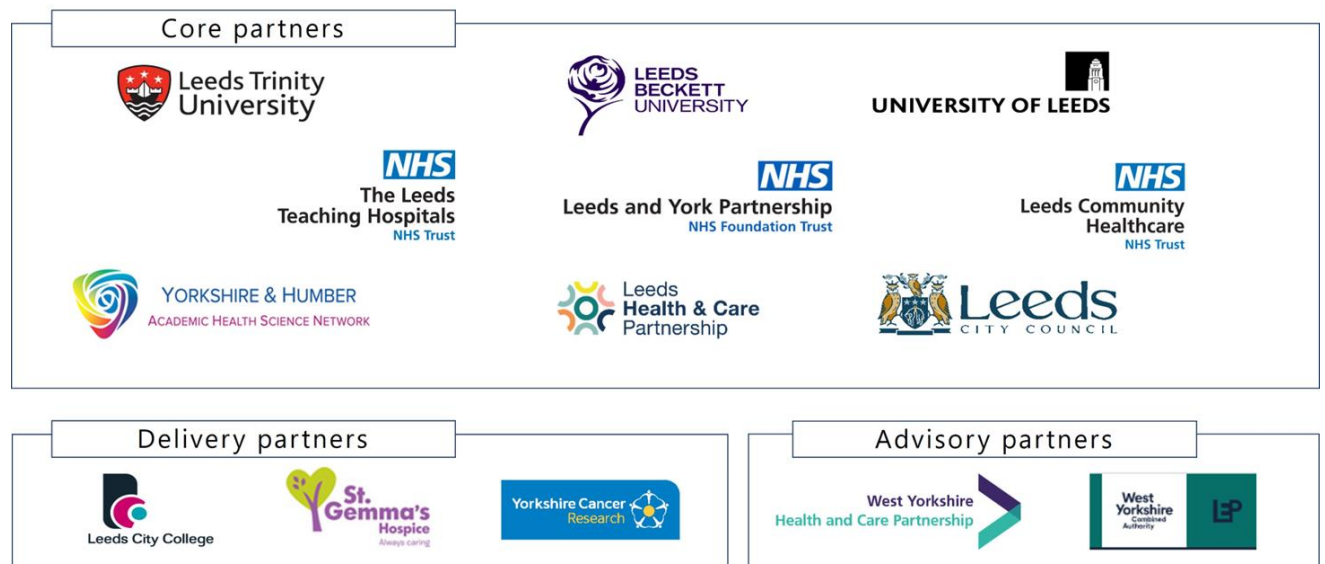 Core partners
Leeds Trinity
University
LEEDS
BECKETT
UNIVERSITY
UNIVERSITY OF LEEDS
NHS
The Leeds
Teaching Hospitals
NHS Trust
NHS
Leeds and York Partnership
NHS Foundation Trust
NHS
Leeds Community
Healthcare
NHS Trust
YORKSHIRE & HUMBER
ACADEMIC HEALTH SCIENCE NETWORK
Leeds
Health & Care
Partnership
Leeds
CITY COUNCIL
Delivery partners
Leeds City College
St.
Gemma's
Hospice
Always caring
Yorkshire Cancer
Research
Advisory partners
West Yorkshire
Health and Care Partnership
West
Yorkshire
Combined
Authority
LEP